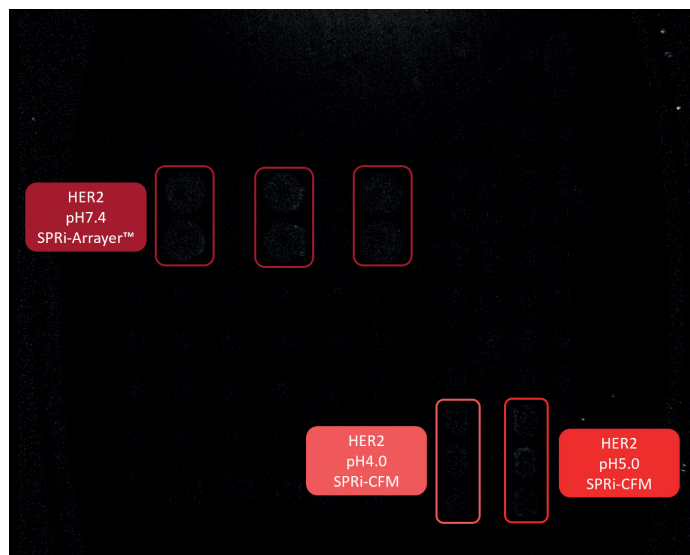 HER2
pH7.4
SPRi-Arrayer™
HER2
pH4.0
SPRi-CFM
HER2
pH5.0
SPRi-CFM